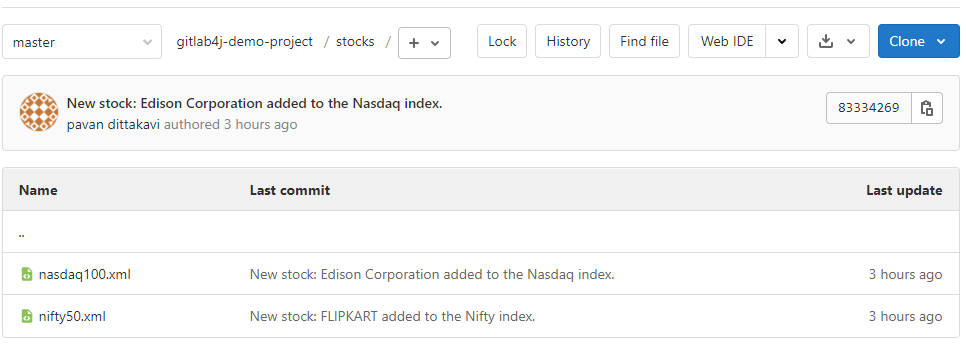 master gitlab4j-demo-project / stocks / + Lock History Find file Web IDE Clone
New stock: Edison Corporation added to the Nasdaq index.
pavan dittakavi authored 3 hours ago 83334269
Name Last commit Last update
..
nasdaq100.xml New stock: Edison Corporation added to the Nasdaq index. 3 hours ago
nifty50.xml New stock: FLIPKART added to the Nifty index. 3 hours ago